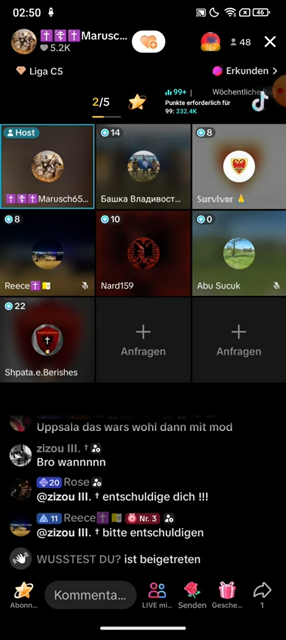 02:50
46
✝️☦️✝️Marusc...
5.2K
48
Liga C5
Erkunden >
2/5
99+
Punkte erforderlich für
99: 232.4K
Wöchentliche
Host
14
8
✝️☦️✝️Marusch65...
Башка Владивост...
Survivor
8
10
0
Reece✝️
Nard159
Abu Sucuk
22
Shpata.e.Berishes
Anfragen
Anfragen
Uppsala das wars wohl dann mit mod
zizou III. †
Bro wannnnn
20 Rose
@zizou III. † entschuldige dich !!!
11 Reece✝️ Nr. 3
@zizou III. † bitte entschuldigen
WUSSTEST DU? ist beigetreten
Kommenta...
Abonn...
LIVE mi...
Senden
Gesche...
1